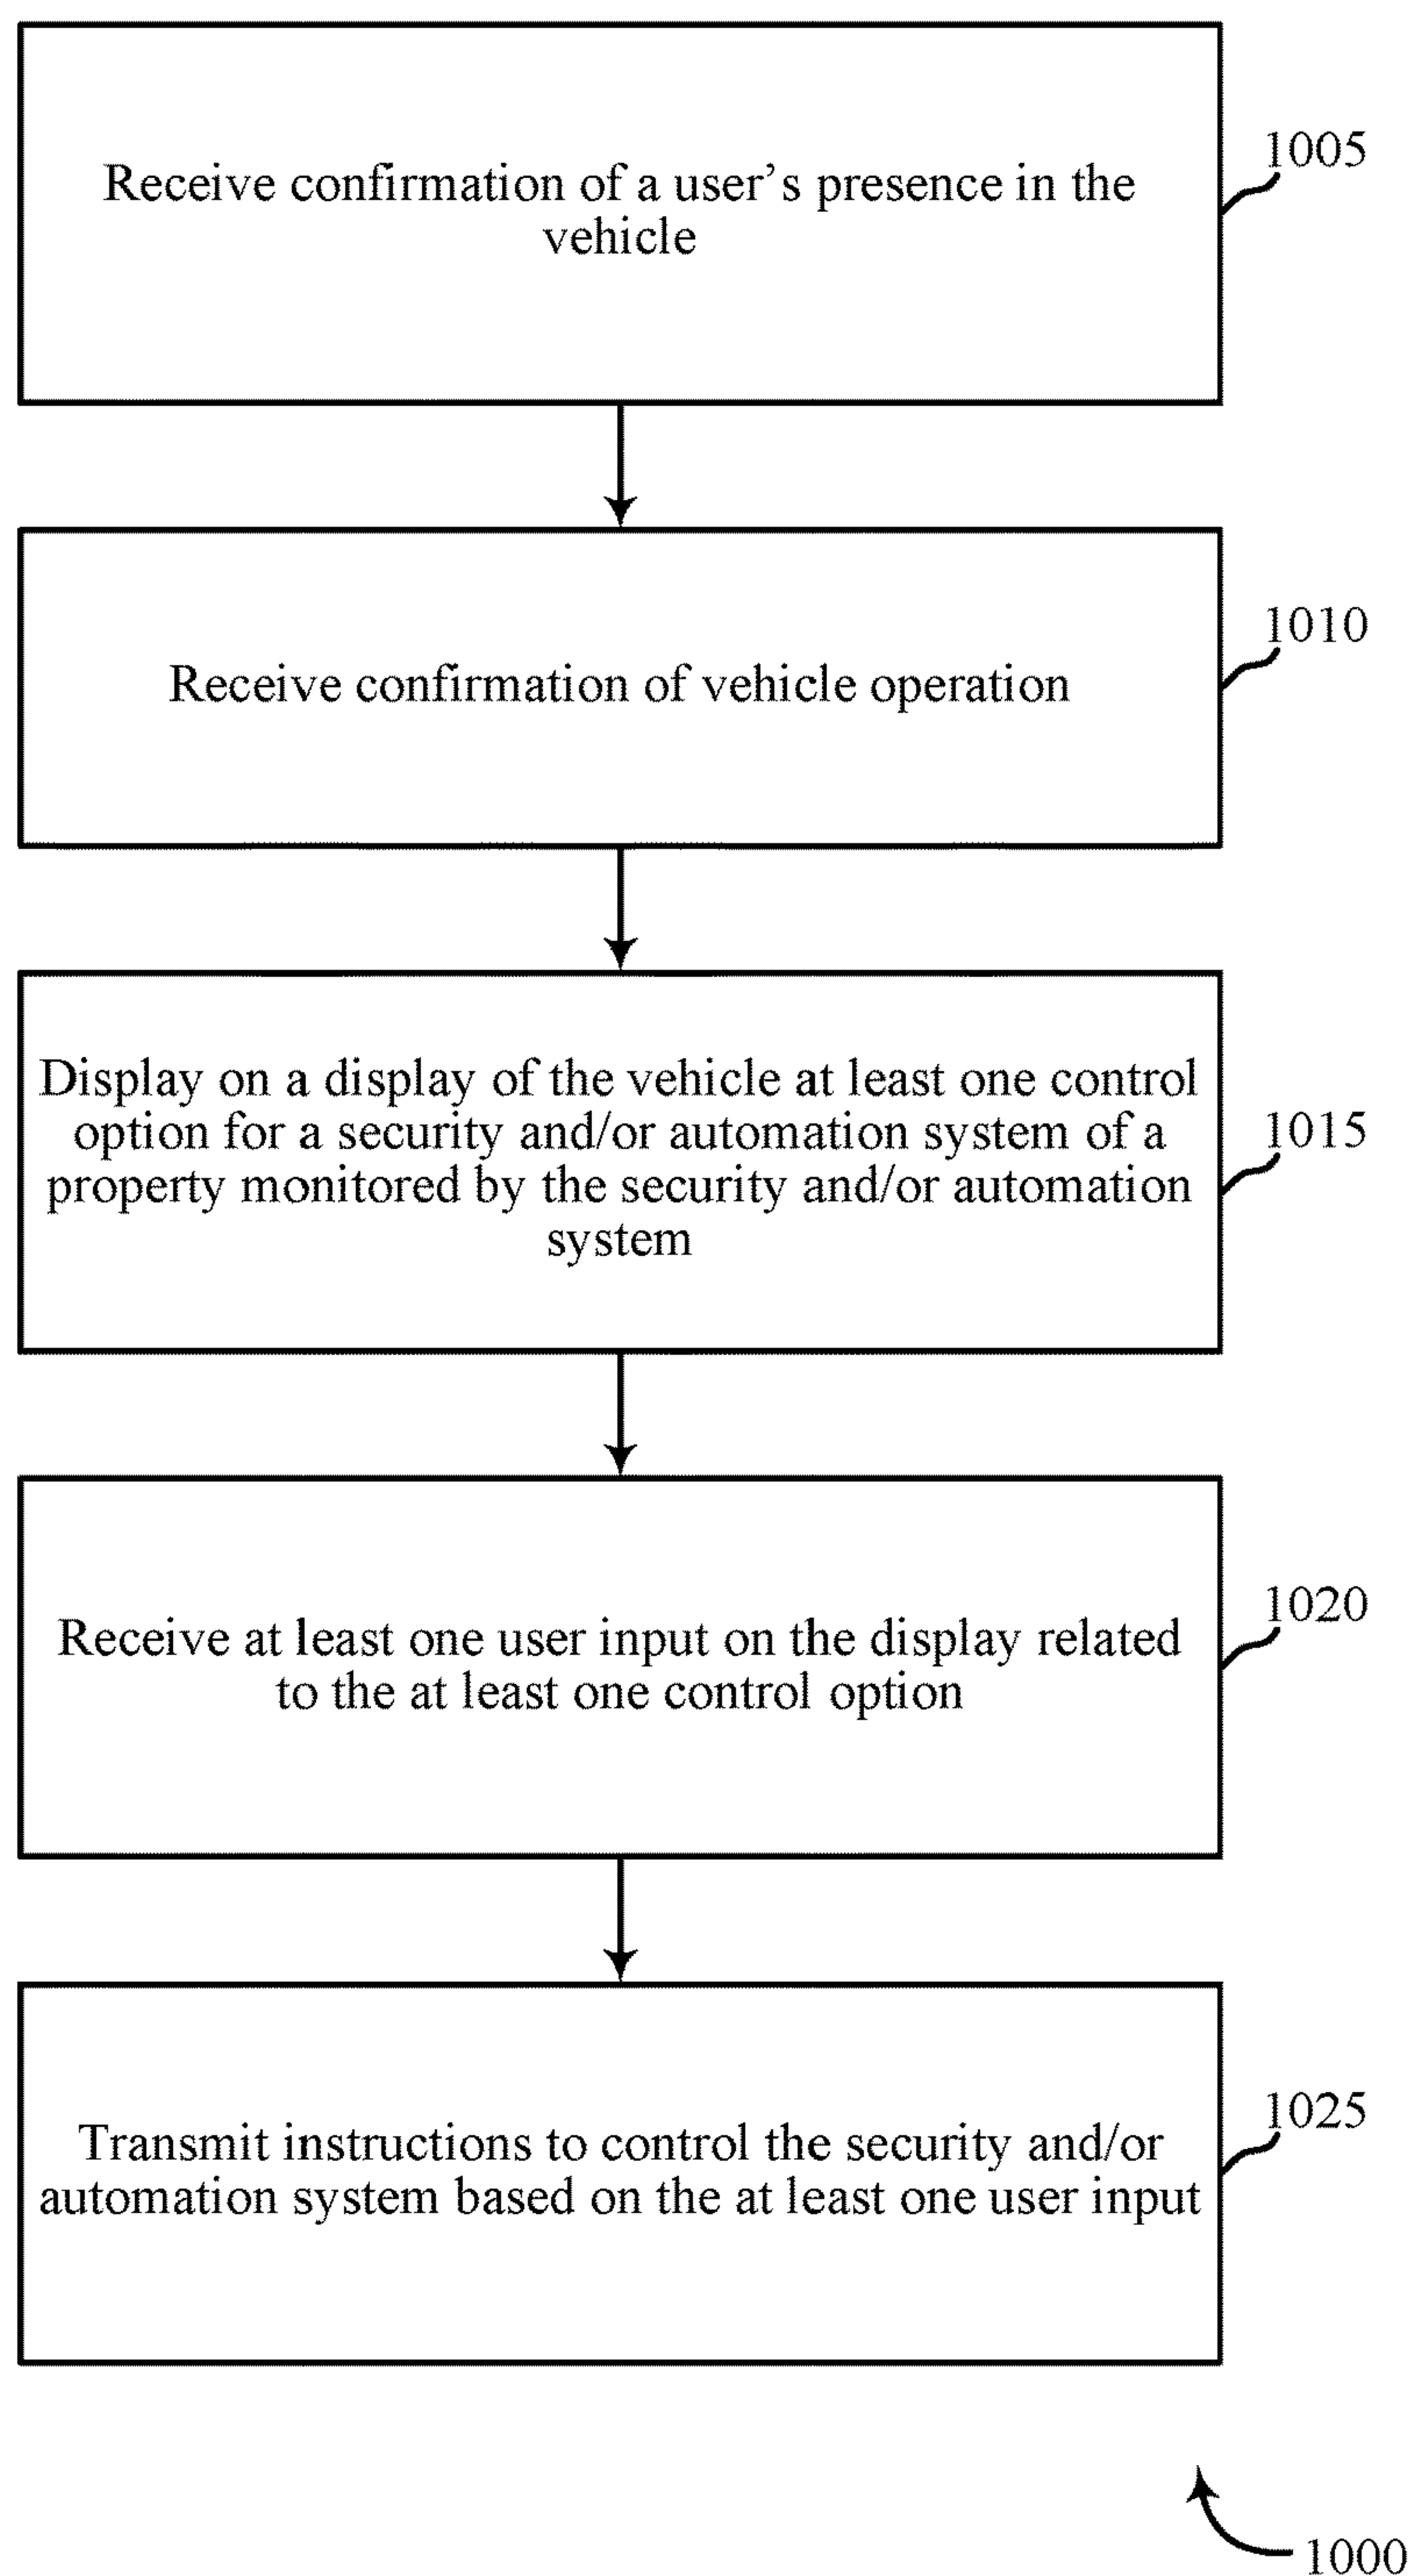 Receive confirmation of a user’s presence in the
vehicle
1005
Receive confirmation of vehicle operation
1010
Display on a display of the vehicle at least one control
option for a security and/or automation system of a
property monitored by the security and/or automation
system
1015
Receive at least one user input on the display related
to the at least one control option
1020
Transmit instructions to control the security and/or
automation system based on the at least one user input
1025
1000